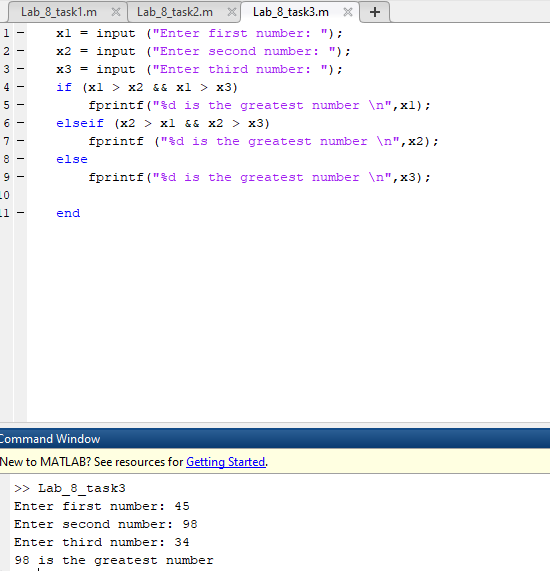 Lab_8_task1.m × Lab_8_task2.m × Lab_8_task3.m × +
1 – x1 = input ("Enter first number: ");
2 – x2 = input ("Enter second number: ");
3 – x3 = input ("Enter third number: ");
4 – if (x1 > x2 && x1 > x3)
5 – fprintf("%d is the greatest number \n",x1);
6 – elseif (x2 > x1 && x2 > x3)
7 – fprintf ("%d is the greatest number \n",x2);
8 – else
9 – fprintf("%d is the greatest number \n",x3);
10
11 – end
Command Window
New to MATLAB? See resources for Getting Started.
>> Lab_8_task3
Enter first number: 45
Enter second number: 98
Enter third number: 34
98 is the greatest number